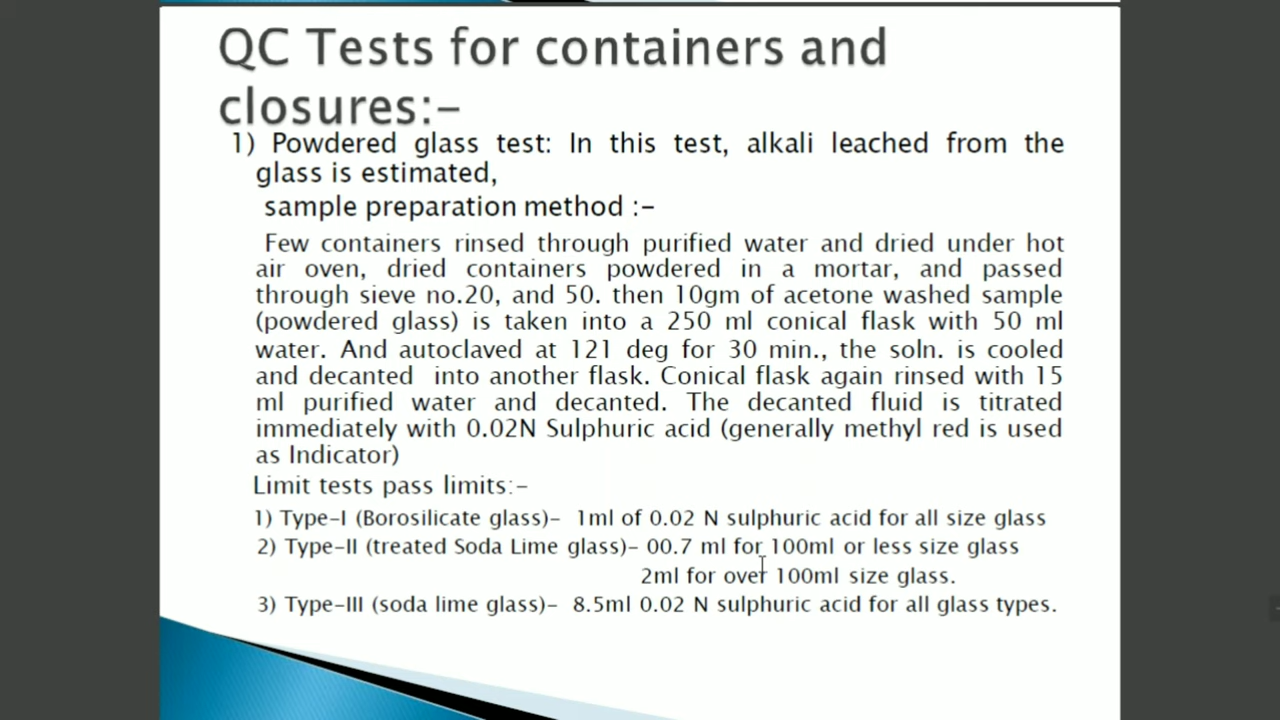 QC Tests for containers and
closures:-
1) Powdered glass test: In this test, alkali leached from the
glass is estimated,
sample preparation method :-
Few containers rinsed through purified water and dried under hot
air oven, dried containers powdered in a mortar, and passed
through sieve no.20, and 50. then 10gm of acetone washed sample
(powdered glass) is taken into a 250 ml conical flask with 50 ml
water. And autoclaved at 121 deg for 30 min., the soln. is cooled
and decanted into another flask. Conical flask again rinsed with 15
ml purified water and decanted. The decanted fluid is titrated
immediately with 0.02N Sulphuric acid (generally methyl red is used
as Indicator)
Limit tests pass limits:-
1) Type-I (Borosilicate glass)- 1ml of 0.02 N sulphuric acid for all size glass
2) Type-II (treated Soda Lime glass)- 00.7 ml for 100ml or less size glass
2ml for over 100ml size glass.
3) Type-III (soda lime glass)- 8.5ml 0.02 N sulphuric acid for all glass types.